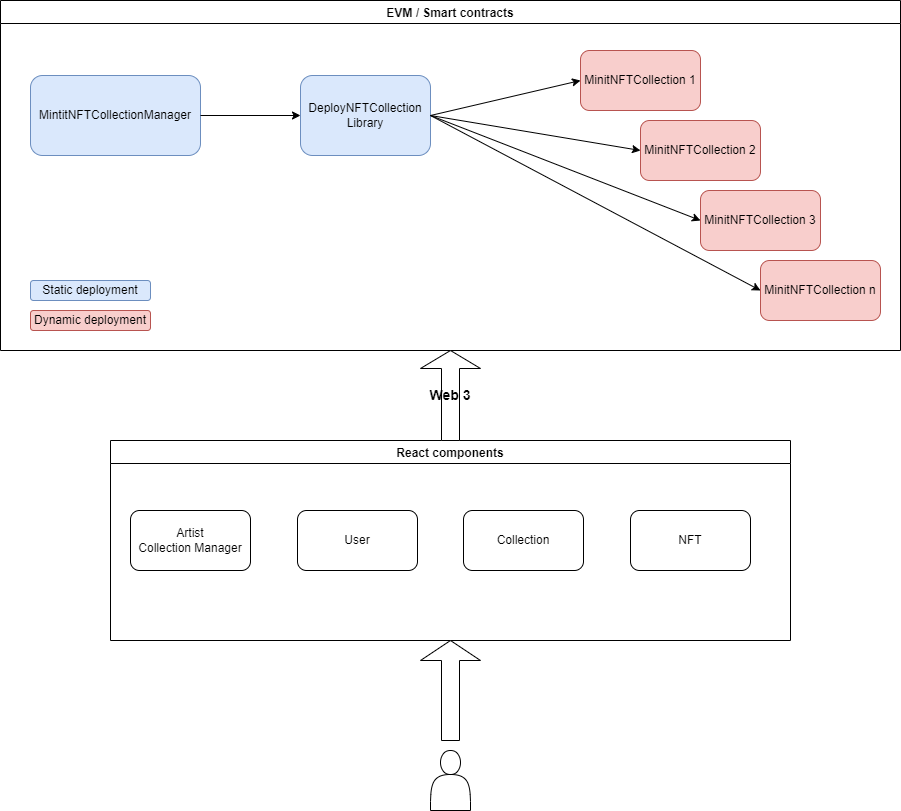 EVM / Smart contracts
MintitNFTCollectionManager
DeployNFTCollection
Library
MinitNFTCollection 1
MinitNFTCollection 2
MinitNFTCollection 3
MinitNFTCollection n
Static deployment
Dynamic deployment
Web 3
React components
Artist
Collection Manager
User
Collection
NFT